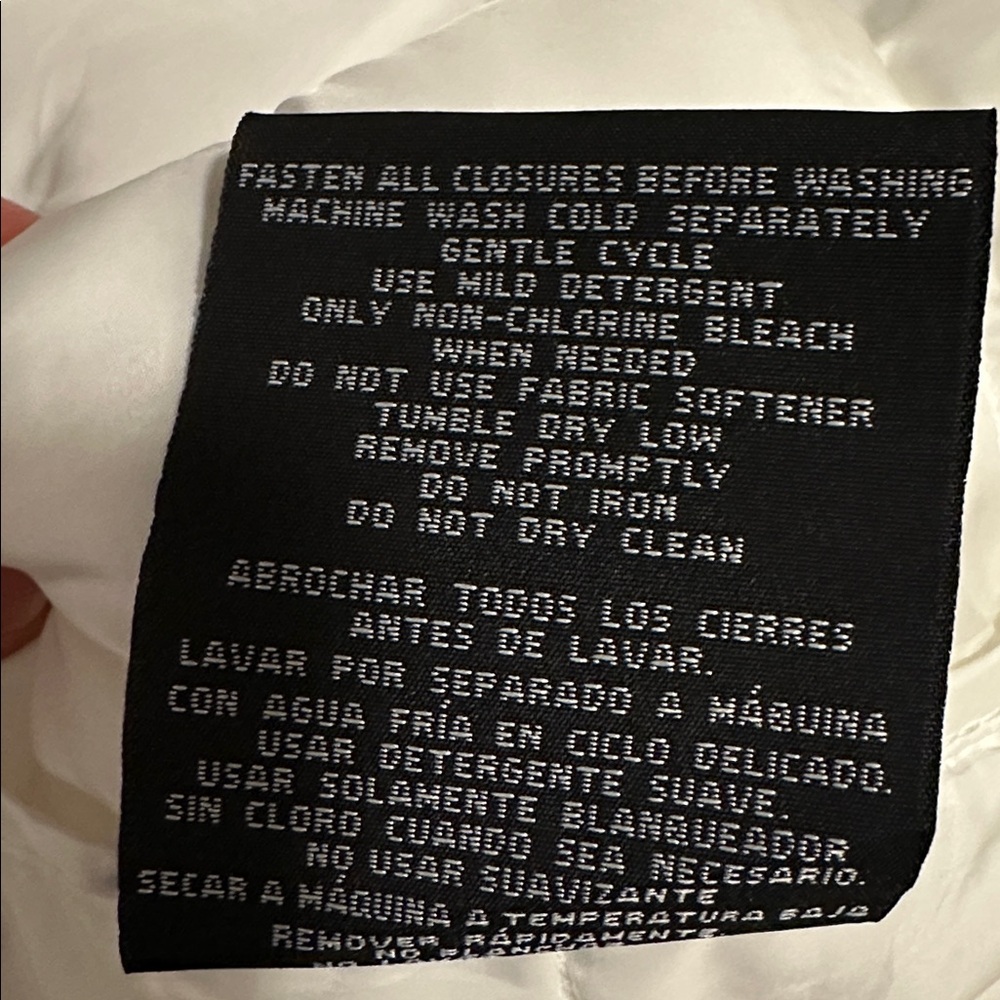 FASTEN ALL CLOSURES BEFORE WASHING
MACHINE WASH COLD SEPARATELY
GENTLE CYCLE
USE MILD DETERGENT
ONLY NON-CHLORINE BLEACH
WHEN NEEDED
DO NOT USE FABRIC SOFTENER
TUMBLE DRY LOW
REMOVE PROMPTLY
DO NOT IRON
DO NOT DRY CLEAN
ABROCHAR TODOS LOS CIERRES
ANTES DE LAVAR.
LAVAR POR SEPARADO A MÁQUINA
CON AGUA FRÍA EN CICLO DELICADO.
USAR DETERGENTE SUAVE.
USAR SOLAMENTE BLANQUEADOR
SIN CLORO CUANDO SEA NECESARIO.
NO USAR SUAVIZANTE
SECAR A MÁQUINA A TEMPERATURA BAJA
REMOVER RÁPIDAMENTE.
NO
NO